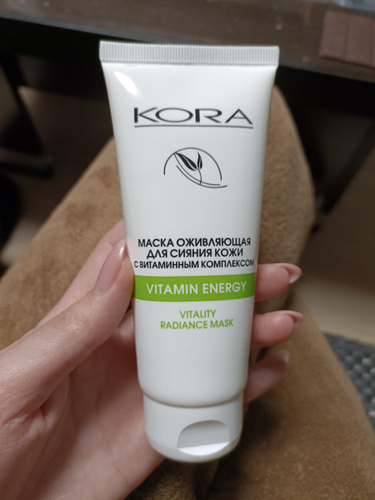 KORA
МАСКА ОЖИВЛЯЮЩАЯ
ДЛЯ СИЯНИЯ КОЖИ
С ВИТАМИННЫМ КОМПЛЕКСОМ
VITAMIN ENERGY
VITALITY
RADIANCE MASK